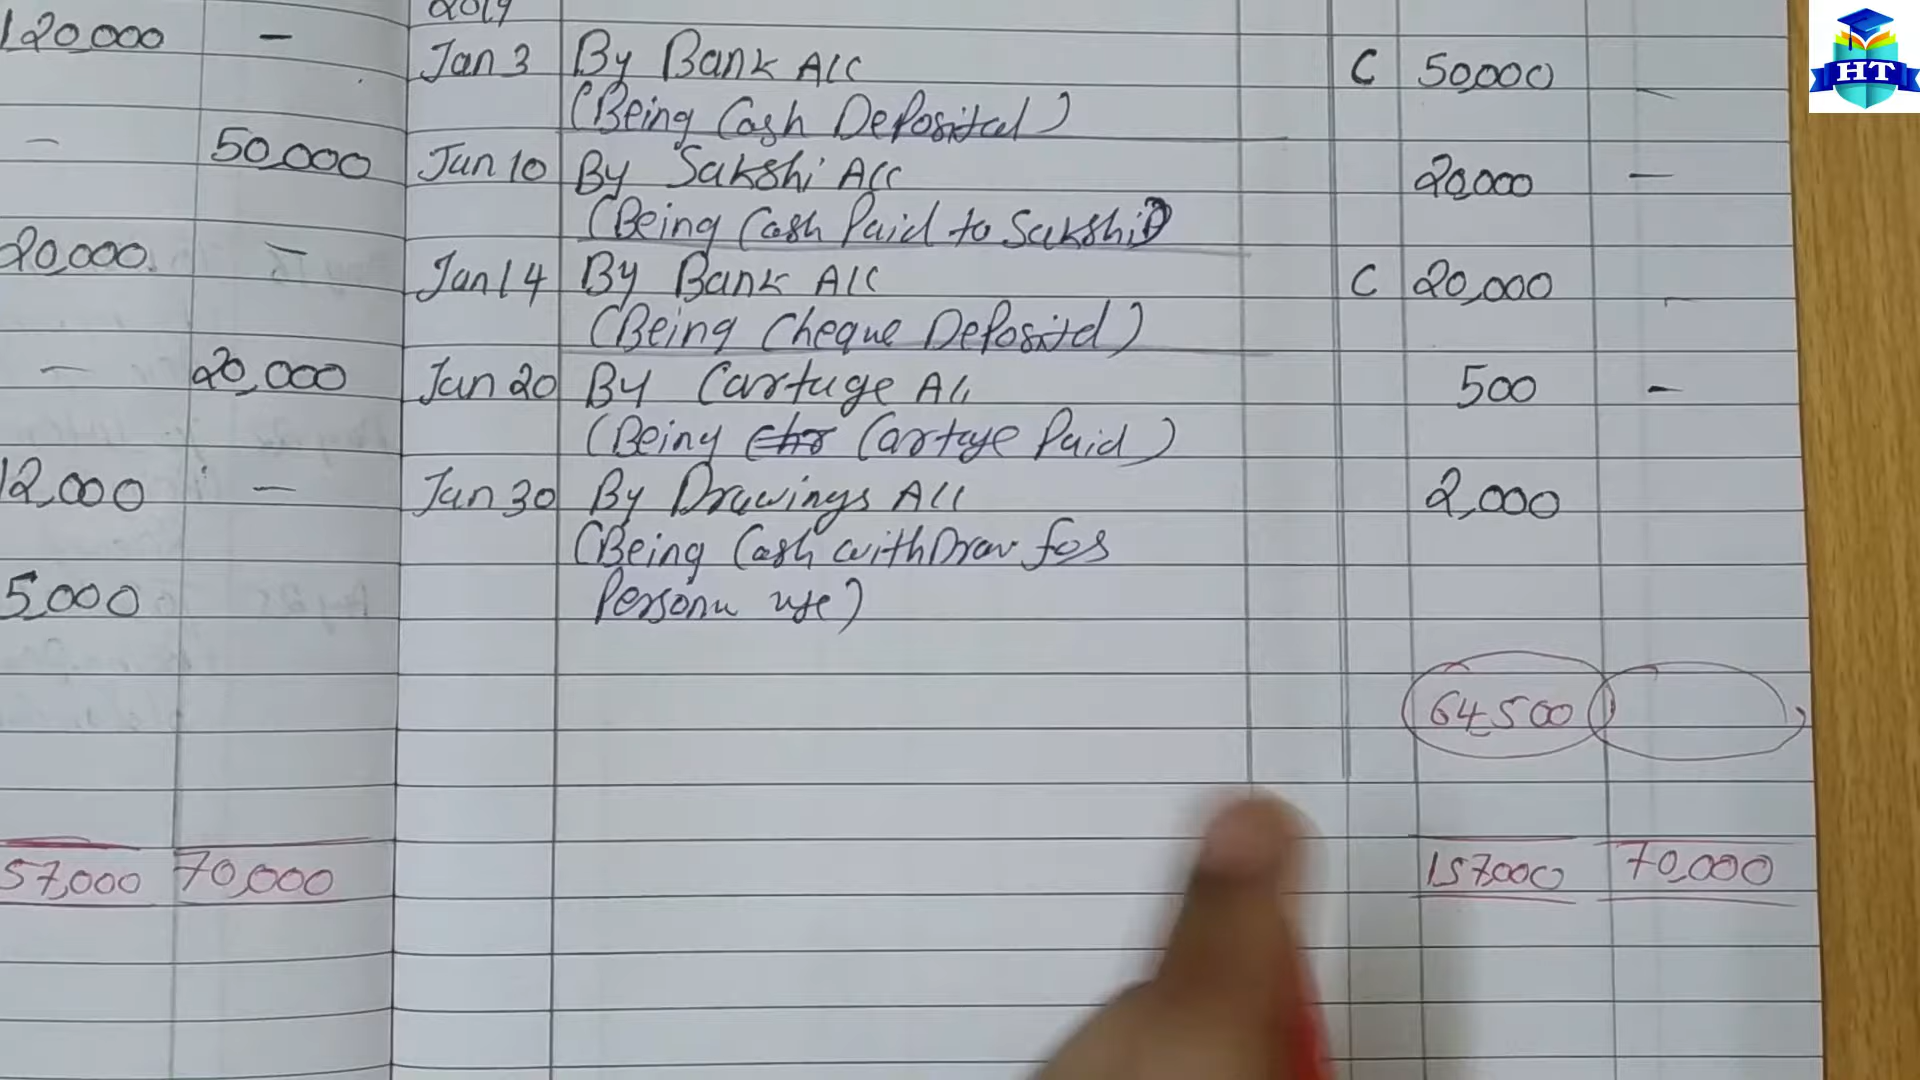 2019
120,000 - Jan 3 By Bank A/C C 50,000 -
(Being Cash Deposited)
- 50,000 Jan 10 By Sakshi A/C 20,000 -
(Being Cash Paid to Sakshi)
20,000. - Jan 14 By Bank A/C C 20,000 -
(Being Cheque Deposited)
- 20,000 Jan 20 By Cartage A/C 500 -
(Being Cartage Paid)
12,000 - Jan 30 By Drawings A/C 2,000
(Being Cash withDraw for
5,000 Personal use)
64,500
57,000 70,000 157,000 70,000
HT